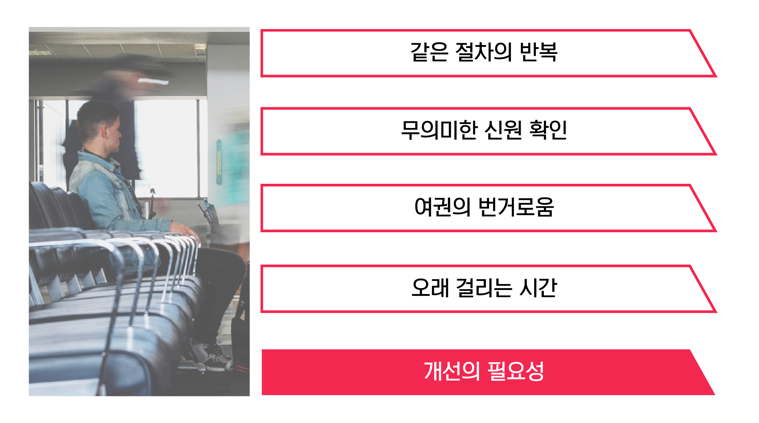 같은 절차의 반복
무의미한 신원 확인
여권의 번거로움
오래 걸리는 시간
개선의 필요성